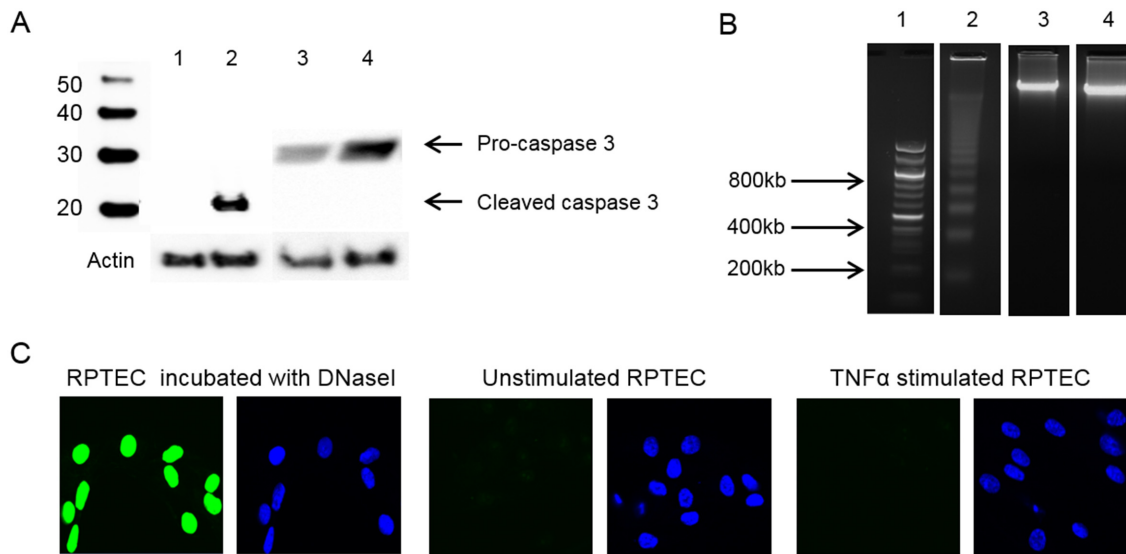 A
1 2 3 4
50
40
30
20
Pro-caspase 3
Cleaved caspase 3
Actin
B
1 2 3 4
800kb
400kb
200kb
C
RPTEC incubated with DNaseI
Unstimulated RPTEC
TNFα stimulated RPTEC